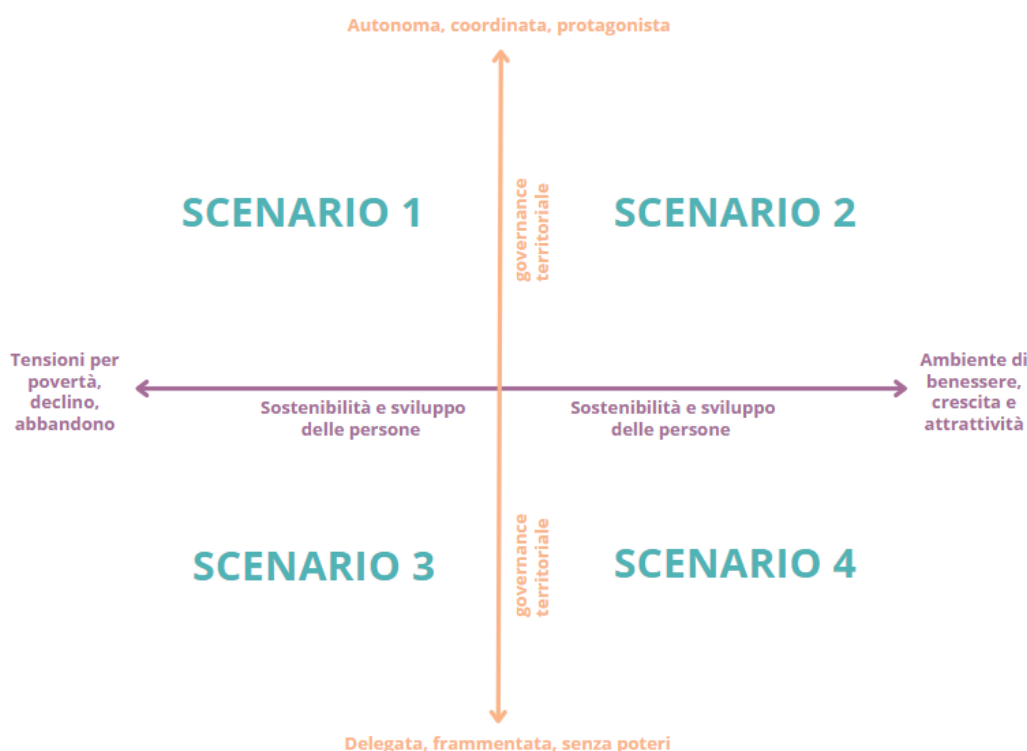 Autonoma, coordinata, protagonista
SCENARIO 1
governance
territoriale
SCENARIO 2
Tensioni per
povertà,
declino,
abbandono
Sostenibilità e sviluppo
delle persone
Sostenibilità e sviluppo
delle persone
Ambiente di
benessere,
crescita e
attrattività
SCENARIO 3
governance
territoriale
SCENARIO 4
Delegata, frammentata, senza poteri